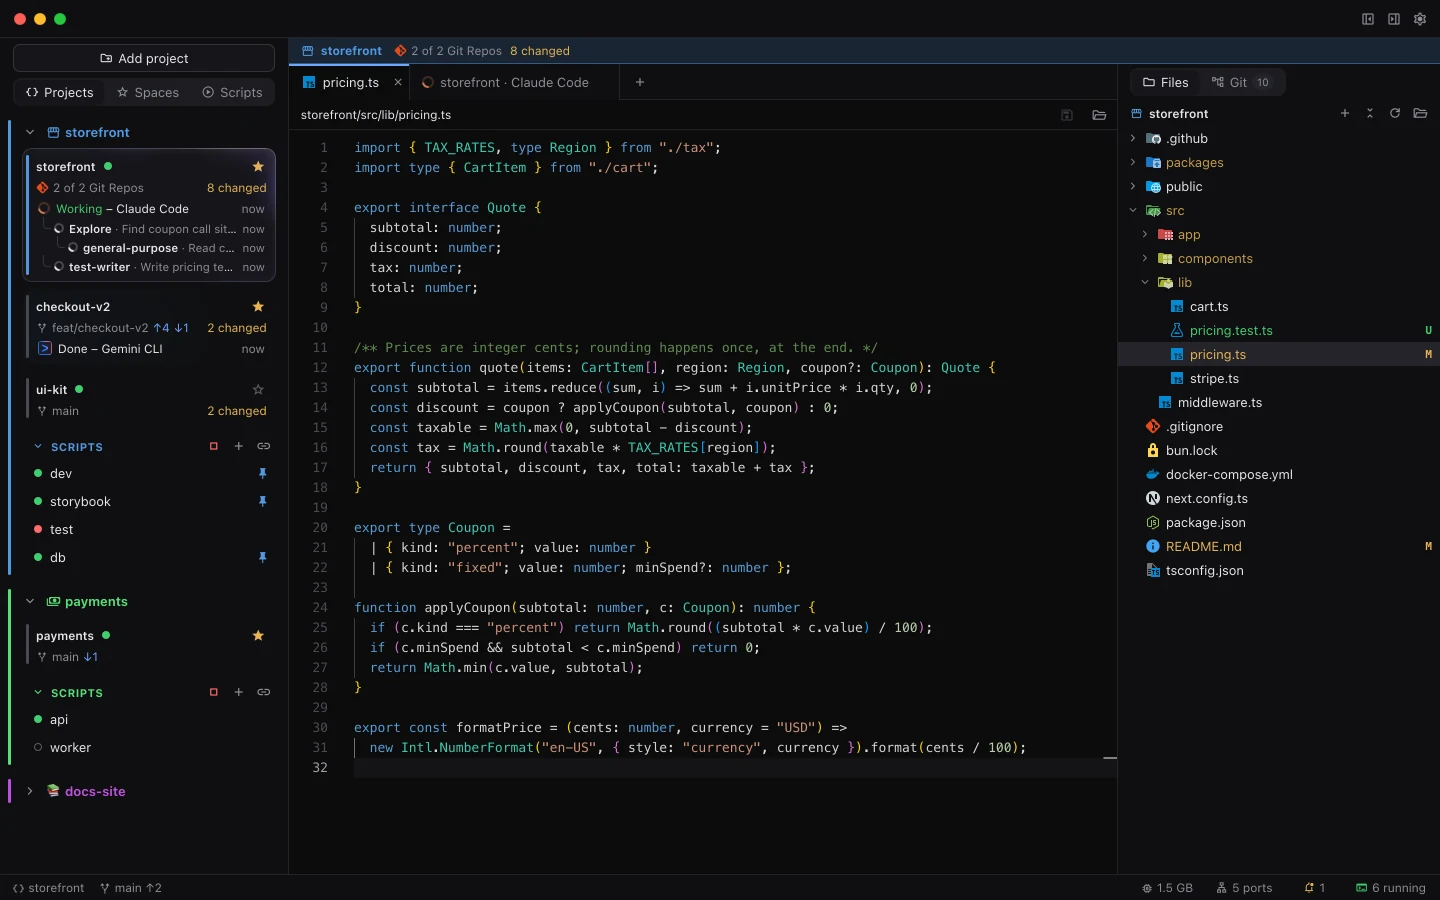 Add project
Projects
Spaces
Scripts
storefront
storefront
2 of 2 Git Repos
8 changed
Working – Claude Code
now
Explore · Find coupon call sit...
now
general-purpose · Read c...
now
test-writer · Write pricing te...
now
checkout-v2
feat/checkout-v2 ↑4 ↓1
2 changed
Done – Gemini CLI
now
ui-kit
main
2 changed
SCRIPTS
dev
storybook
test
db
payments
payments
main ↓1
SCRIPTS
api
worker
docs-site
storefront
2 of 2 Git Repos
8 changed
pricing.ts
storefront · Claude Code
storefront/src/lib/pricing.ts
1 import { TAX_RATES, type Region } from "./tax";
2 import type { CartItem } from "./cart";
3
4 export interface Quote {
5 subtotal: number;
6 discount: number;
7 tax: number;
8 total: number;
9 }
10
11 /** Prices are integer cents; rounding happens once, at the end. */
12 export function quote(items: CartItem[], region: Region, coupon?: Coupon): Quote {
13 const subtotal = items.reduce((sum, i) => sum + i.unitPrice * i.qty, 0);
14 const discount = coupon ? applyCoupon(subtotal, coupon) : 0;
15 const taxable = Math.max(0, subtotal - discount);
16 const tax = Math.round(taxable * TAX_RATES[region]);
17 return { subtotal, discount, tax, total: taxable + tax };
18 }
19
20 export type Coupon =
21 | { kind: "percent"; value: number }
22 | { kind: "fixed"; value: number; minSpend?: number };
23
24 function applyCoupon(subtotal: number, c: Coupon): number {
25 if (c.kind === "percent") return Math.round((subtotal * c.value) / 100);
26 if (c.minSpend && subtotal < c.minSpend) return 0;
27 return Math.min(c.value, subtotal);
28 }
29
30 export const formatPrice = (cents: number, currency = "USD") =>
31 new Intl.NumberFormat("en-US", { style: "currency", currency }).format(cents / 100);
32
Files
Git 10
storefront
.github
packages
public
src
app
components
lib
cart.ts
pricing.test.ts U
pricing.ts M
stripe.ts
middleware.ts
.gitignore
bun.lock
docker-compose.yml
next.config.ts
package.json
README.md M
tsconfig.json
storefront
main ↑2
1.5 GB
5 ports
1
6 running